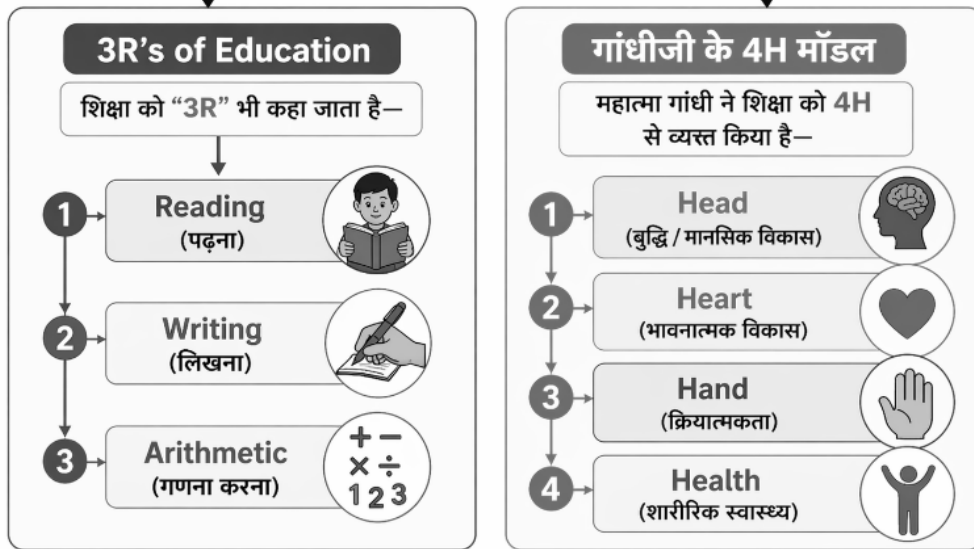 3R's of Education
शिक्षा को “3R” भी कहा जाता है—
1
Reading
(पढ़ना)
2
Writing
(लिखना)
3
Arithmetic
(गणना करना)
+ −
× ÷
1 2 3
गांधीजी के 4H मॉडल
महात्मा गांधी ने शिक्षा को 4H
से व्यस्त किया है—
1
Head
(बुद्धि / मानसिक विकास)
2
Heart
(भावनात्मक विकास)
3
Hand
(क्रियात्मकता)
4
Health
(शारीरिक स्वास्थ्य)